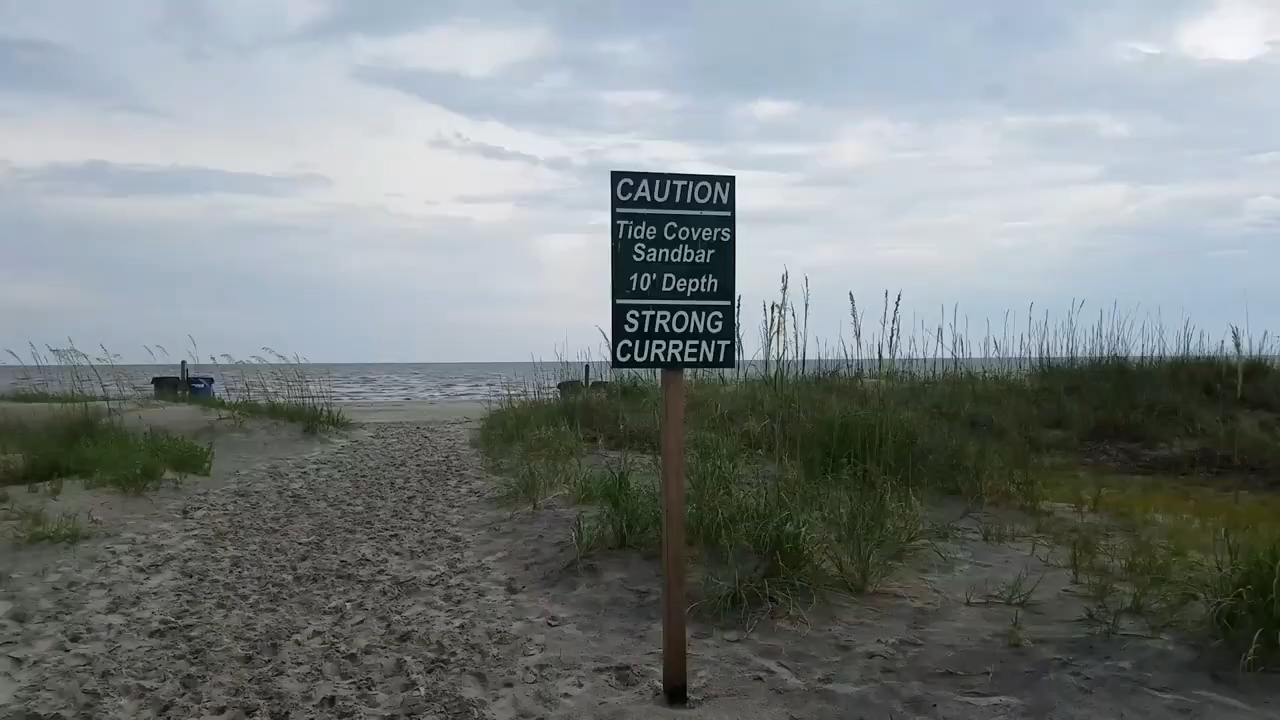 CAUTION
Tide Covers
Sandbar
10' Depth
STRONG
CURRENT